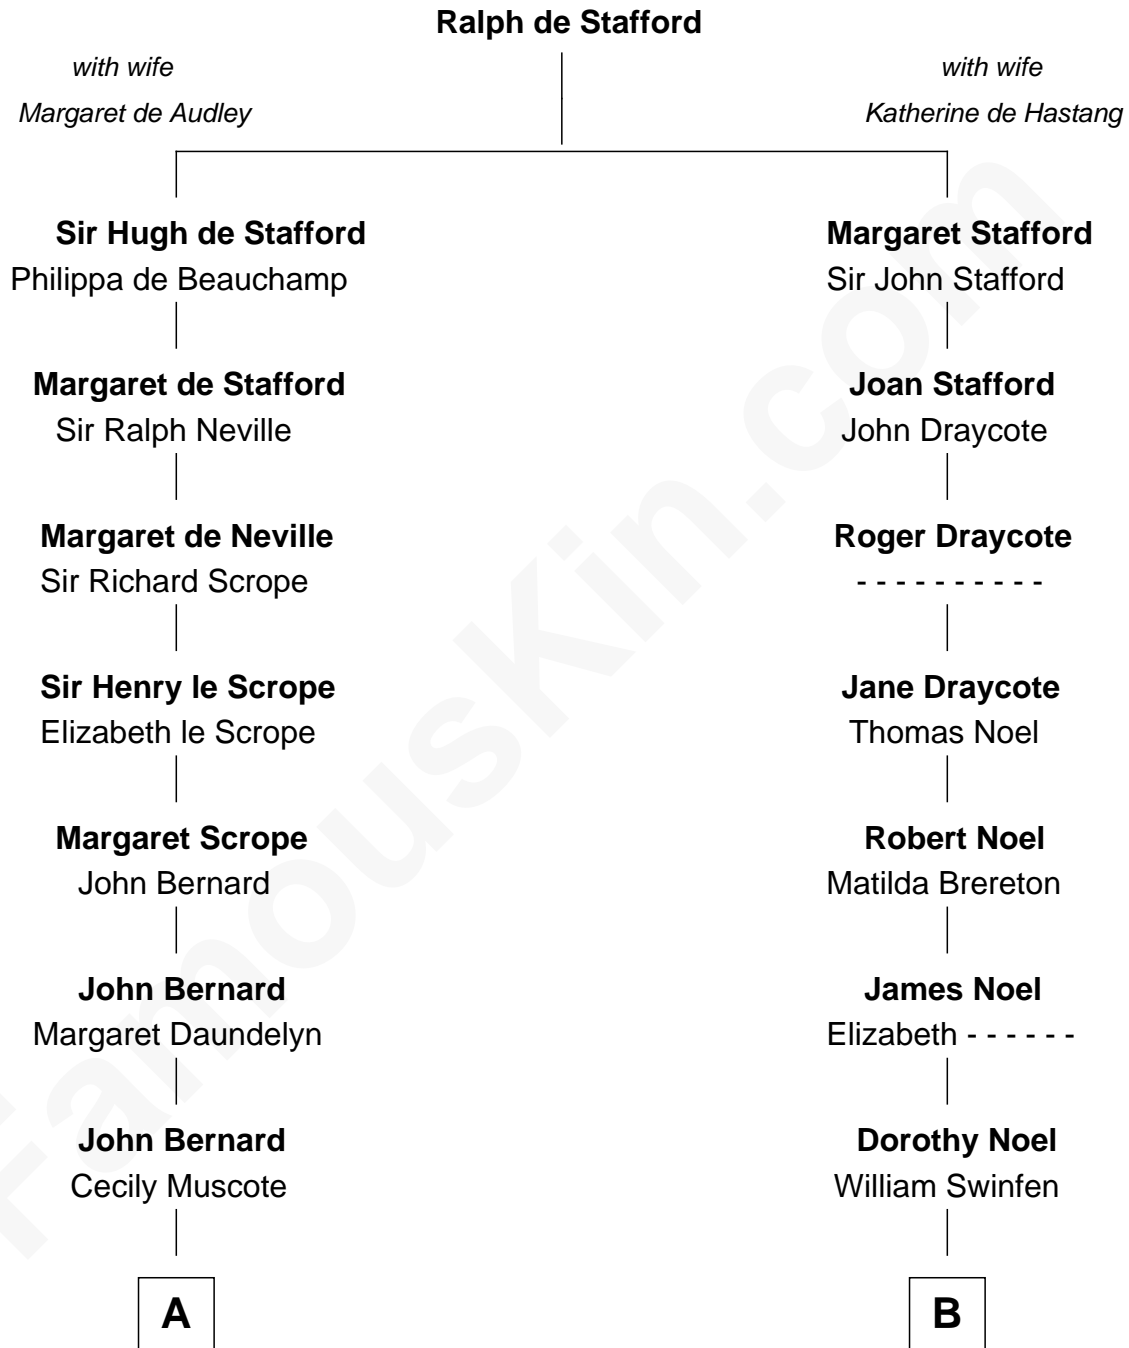 Ralph de Stafford
with wife
Margaret de Audley
with wife
Katherine de Hastang
Sir Hugh de Stafford
Philippa de Beauchamp
Margaret de Stafford
Sir Ralph Neville
Margaret de Neville
Sir Richard Scrope
Sir Henry le Scrope
Elizabeth le Scrope
Margaret Scrope
John Bernard
John Bernard
Margaret Daundelyn
John Bernard
Cecily Muscote
A
Margaret Stafford
Sir John Stafford
Joan Stafford
John Draycote
Roger Draycote
- - - - - - - - - -
Jane Draycote
Thomas Noel
Robert Noel
Matilda Brereton
James Noel
Elizabeth - - - - - -
Dorothy Noel
William Swinfen
B
FamousKin.com